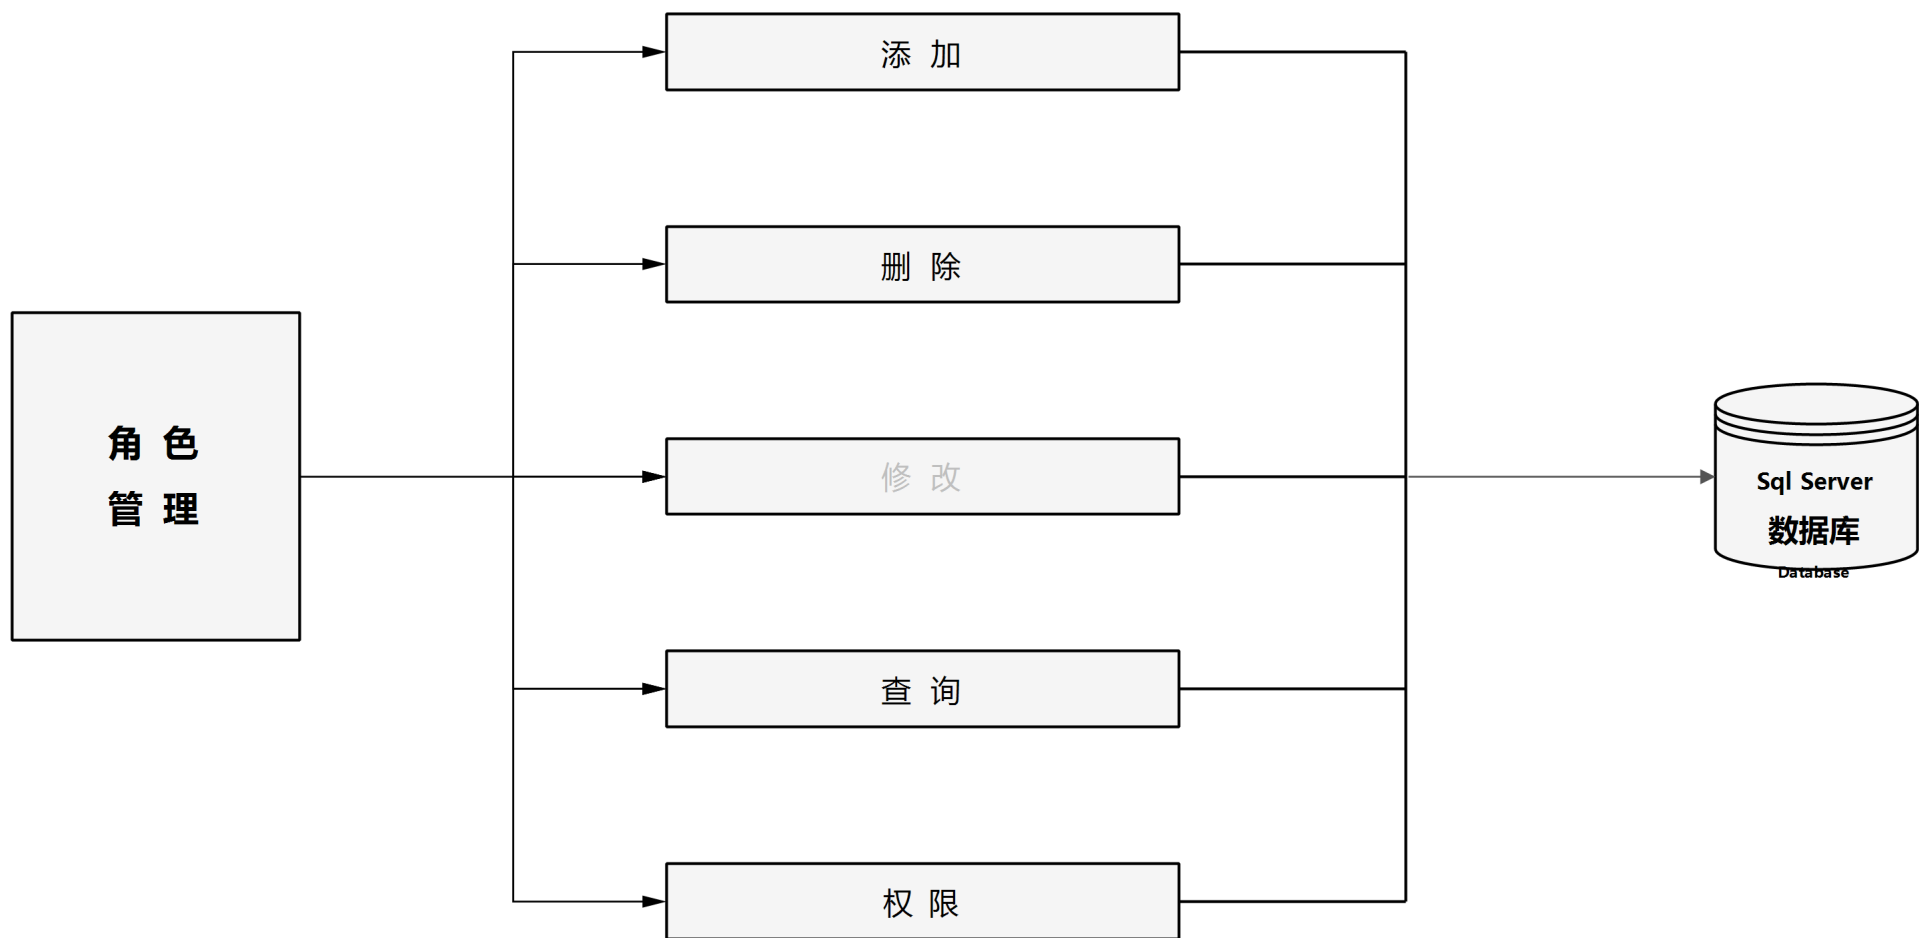 添 加
删 除
角 色
管 理
修 改
Sql Server
数据库
Database
查 询
权 限